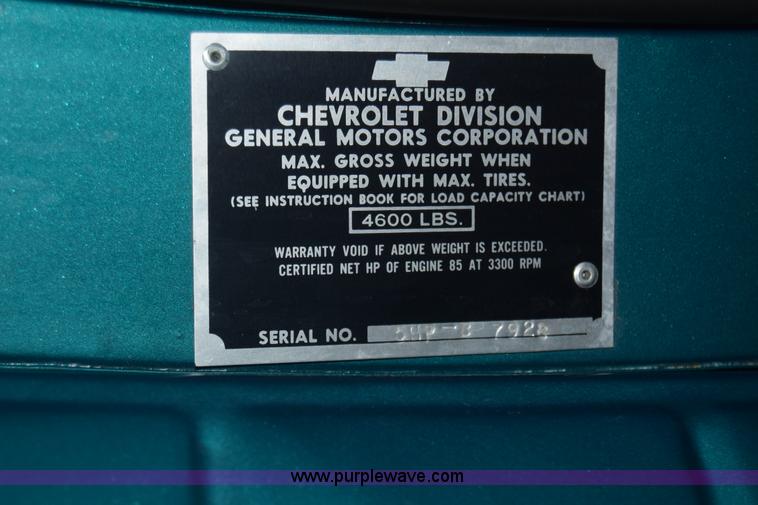 MANUFACTURED BY
CHEVROLET DIVISION
GENERAL MOTORS CORPORATION
MAX. GROSS WEIGHT WHEN
EQUIPPED WITH MAX. TIRES.
(SEE INSTRUCTION BOOK FOR LOAD CAPACITY CHART)
4600 LBS.
WARRANTY VOID IF ABOVE WEIGHT IS EXCEEDED.
CERTIFIED NET HP OF ENGINE 85 AT 3300 RPM
SERIAL NO.
www.purplewave.com